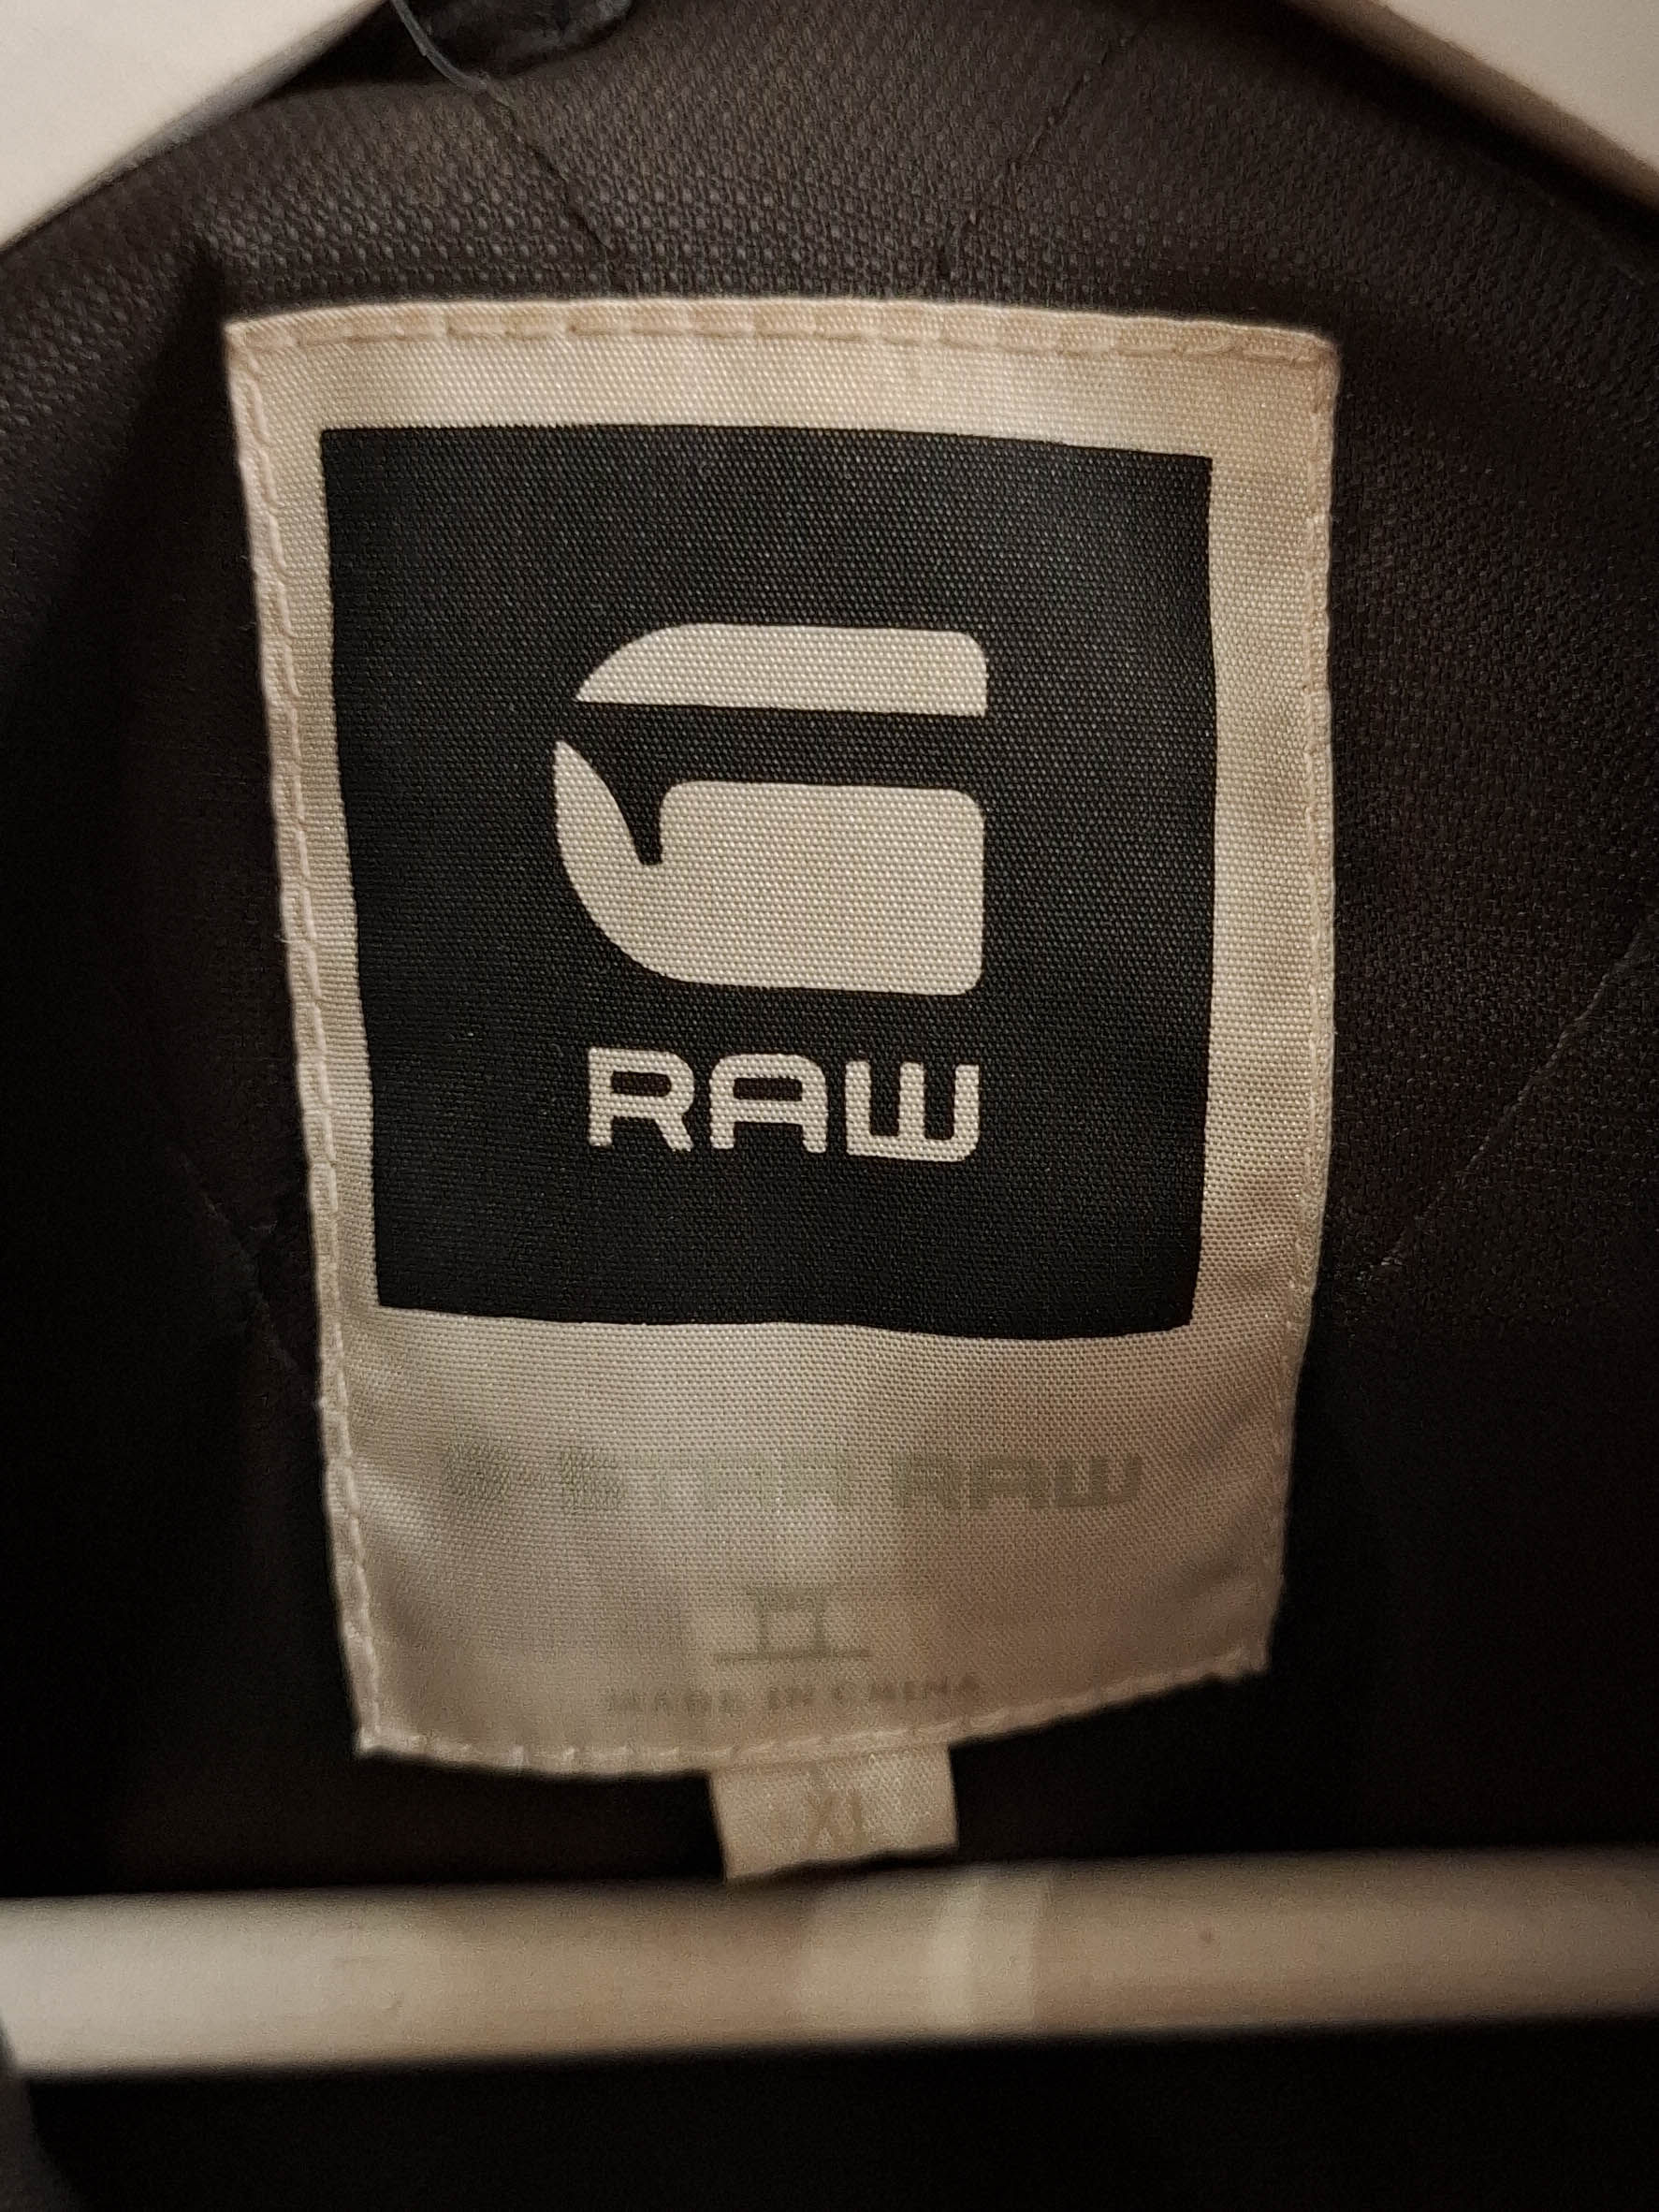 G
RAW
G-STAR RAW
MADE IN CHINA
XL